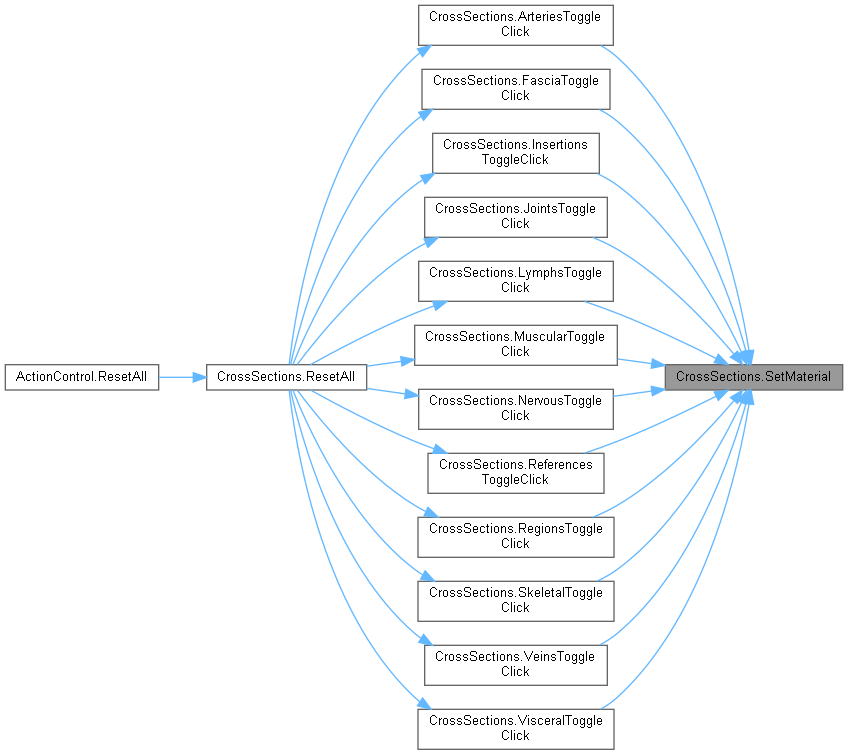 CrossSections.ArteriesToggle
Click
CrossSections.FasciaToggle
Click
CrossSections.Insertions
ToggleClick
CrossSections.JointsToggle
Click
CrossSections.LymphsToggle
Click
CrossSections.MuscularToggle
Click
ActionControl.ResetAll
CrossSections.ResetAll
CrossSections.SetMaterial
CrossSections.NervousToggle
Click
CrossSections.References
ToggleClick
CrossSections.RegionsToggle
Click
CrossSections.SkeletalToggle
Click
CrossSections.VeinsToggle
Click
CrossSections.VisceralToggle
Click